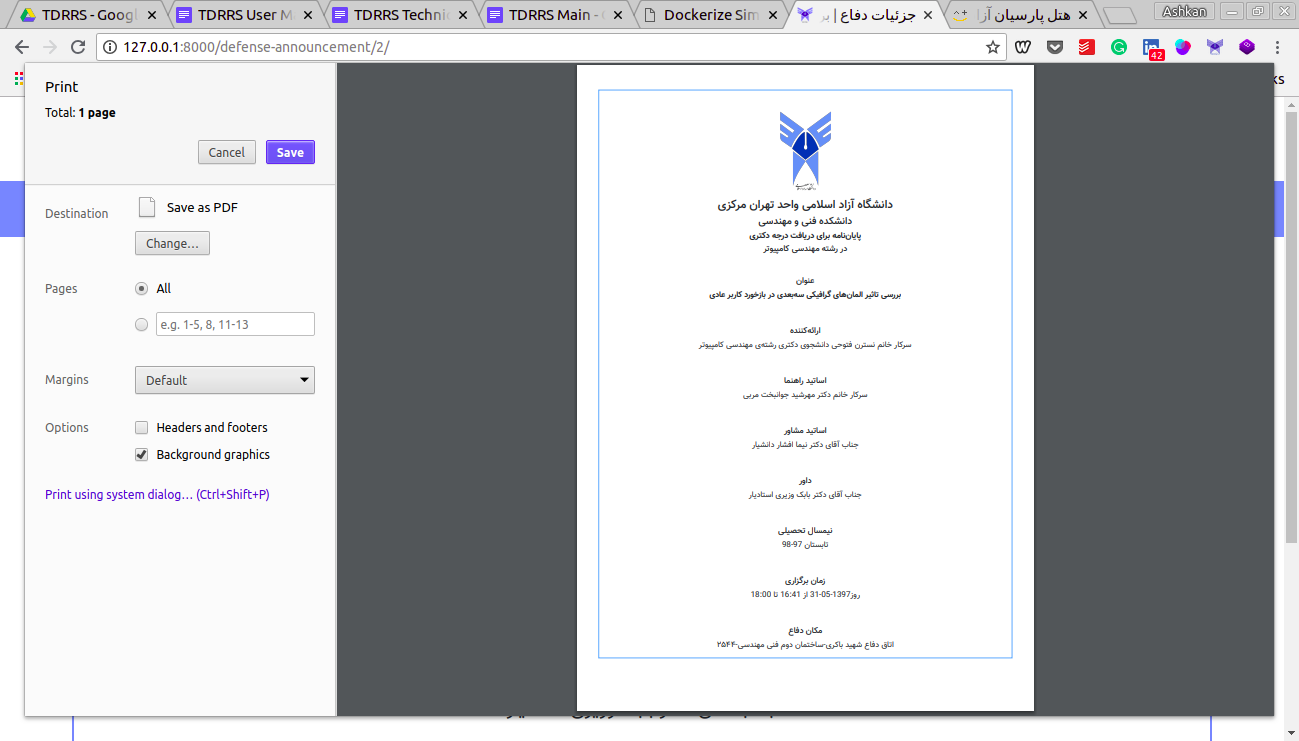 TDRRS - Googl
TDRRS User M
TDRRS Technic
TDRRS Main - G
Dockerize Sim
جزئیات دفاع | بر
هتل پارسیان آزا
Ashkan
127.0.0.1:8000/defense-announcement/2/
42
ks
Print
Total: 1 page
Cancel
Save
Destination
Save as PDF
Change...
Pages
All
e.g. 1-5, 8, 11-13
Margins
Default
Options
Headers and footers
Background graphics
Print using system dialog... (Ctrl+Shift+P)
دانشگاه آزاد اسلامی واحد تهران مرکزی
دانشکده فنی و مهندسی
پایان‌نامه برای دریافت درجه دکتری
در رشته مهندسی کامپیوتر
عنوان
بررسی تاثیر المان‌های گرافیکی سه‌بعدی در بازخورد کاربر عادی
ارائه‌کننده
سرکار خانم نسترن فتوحی دانشجوی دکتری رشته‌ی مهندسی کامپیوتر
اساتید راهنما
سرکار خانم دکتر مهرشید جوانبخت مربی
اساتید مشاور
جناب آقای دکتر نیما افشار دانشیار
داور
جناب آقای دکتر بابک وزیری استادیار
نیمسال تحصیلی
تابستان 97-98
زمان برگزاری
روز1397-05-31 از 16:41 تا 18:00
مکان دفاع
اتاق دفاع شهید باکری-ساختمان دوم فنی مهندسی-۲۵۴۴